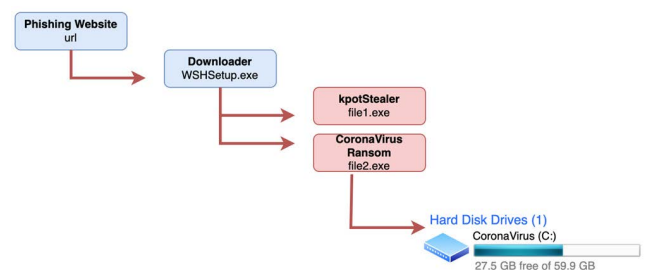 Phishing Website
url
Downloader
WSHSetup.exe
kpotStealer
file1.exe
CoronaVirus
Ransom
file2.exe
Hard Disk Drives (1)
CoronaVirus (C:)
27.5 GB free of 59.9 GB